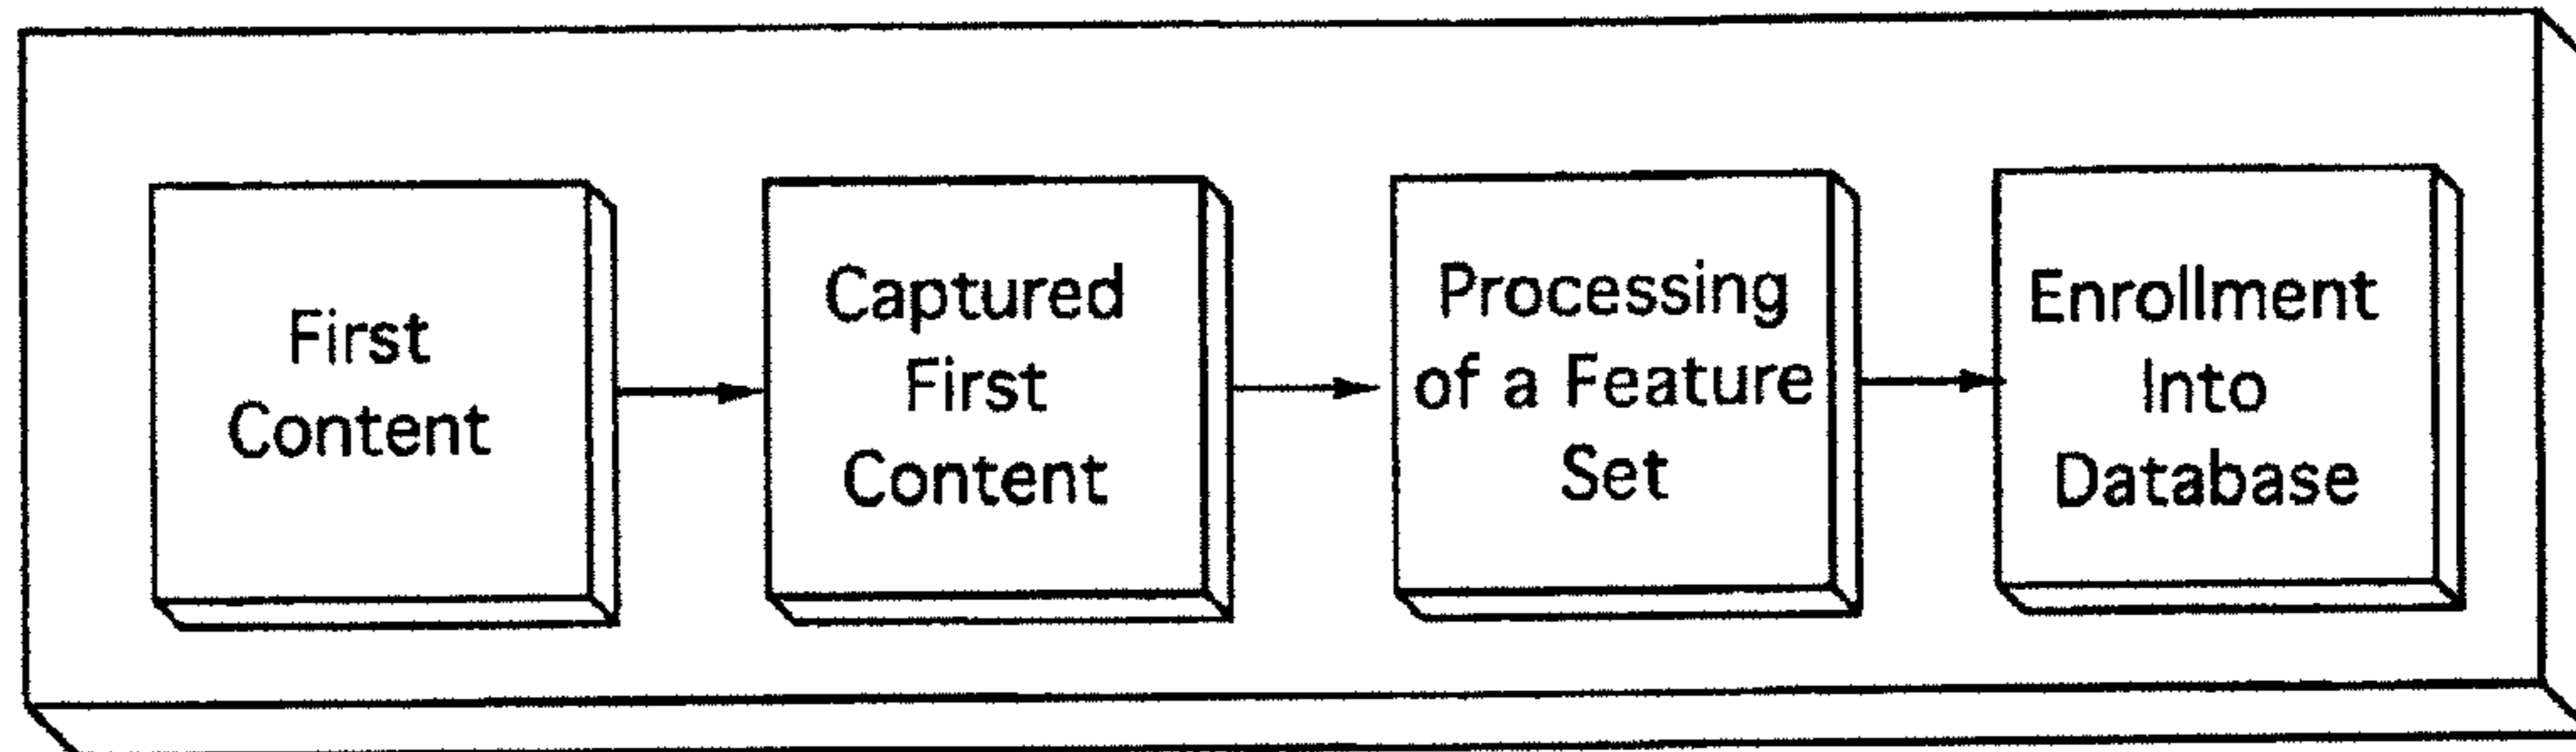 First
Content
Captured
First
Content
Processing
of a Feature
Set
Enrollment
Into
Database